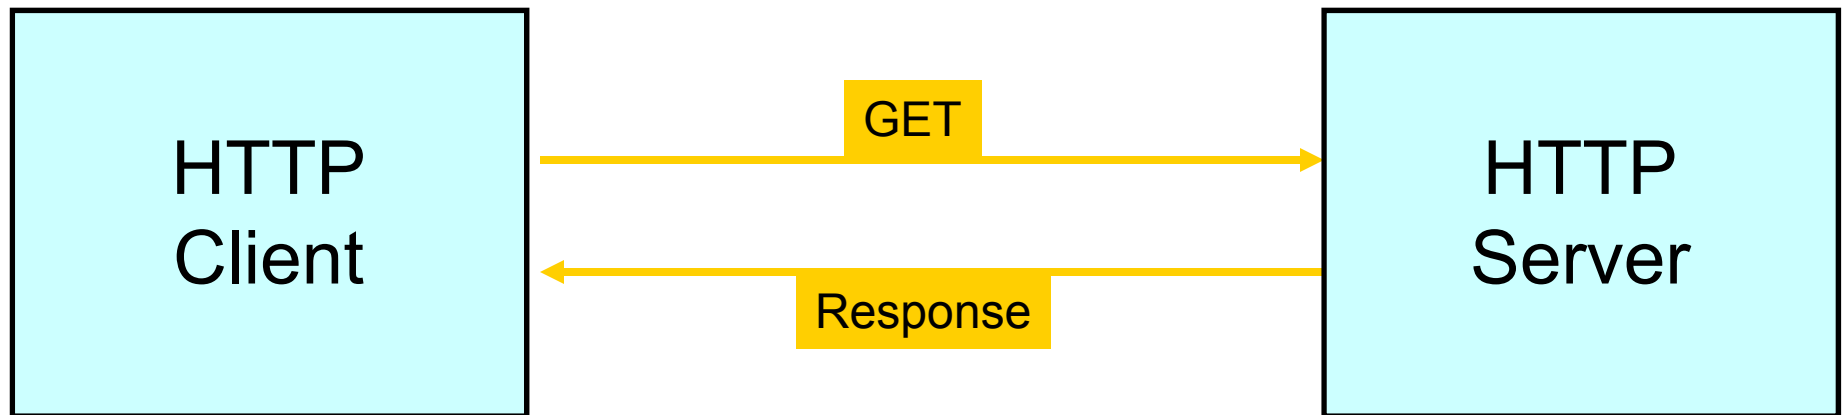 HTTP
Client
GET
Response
HTTP
Server